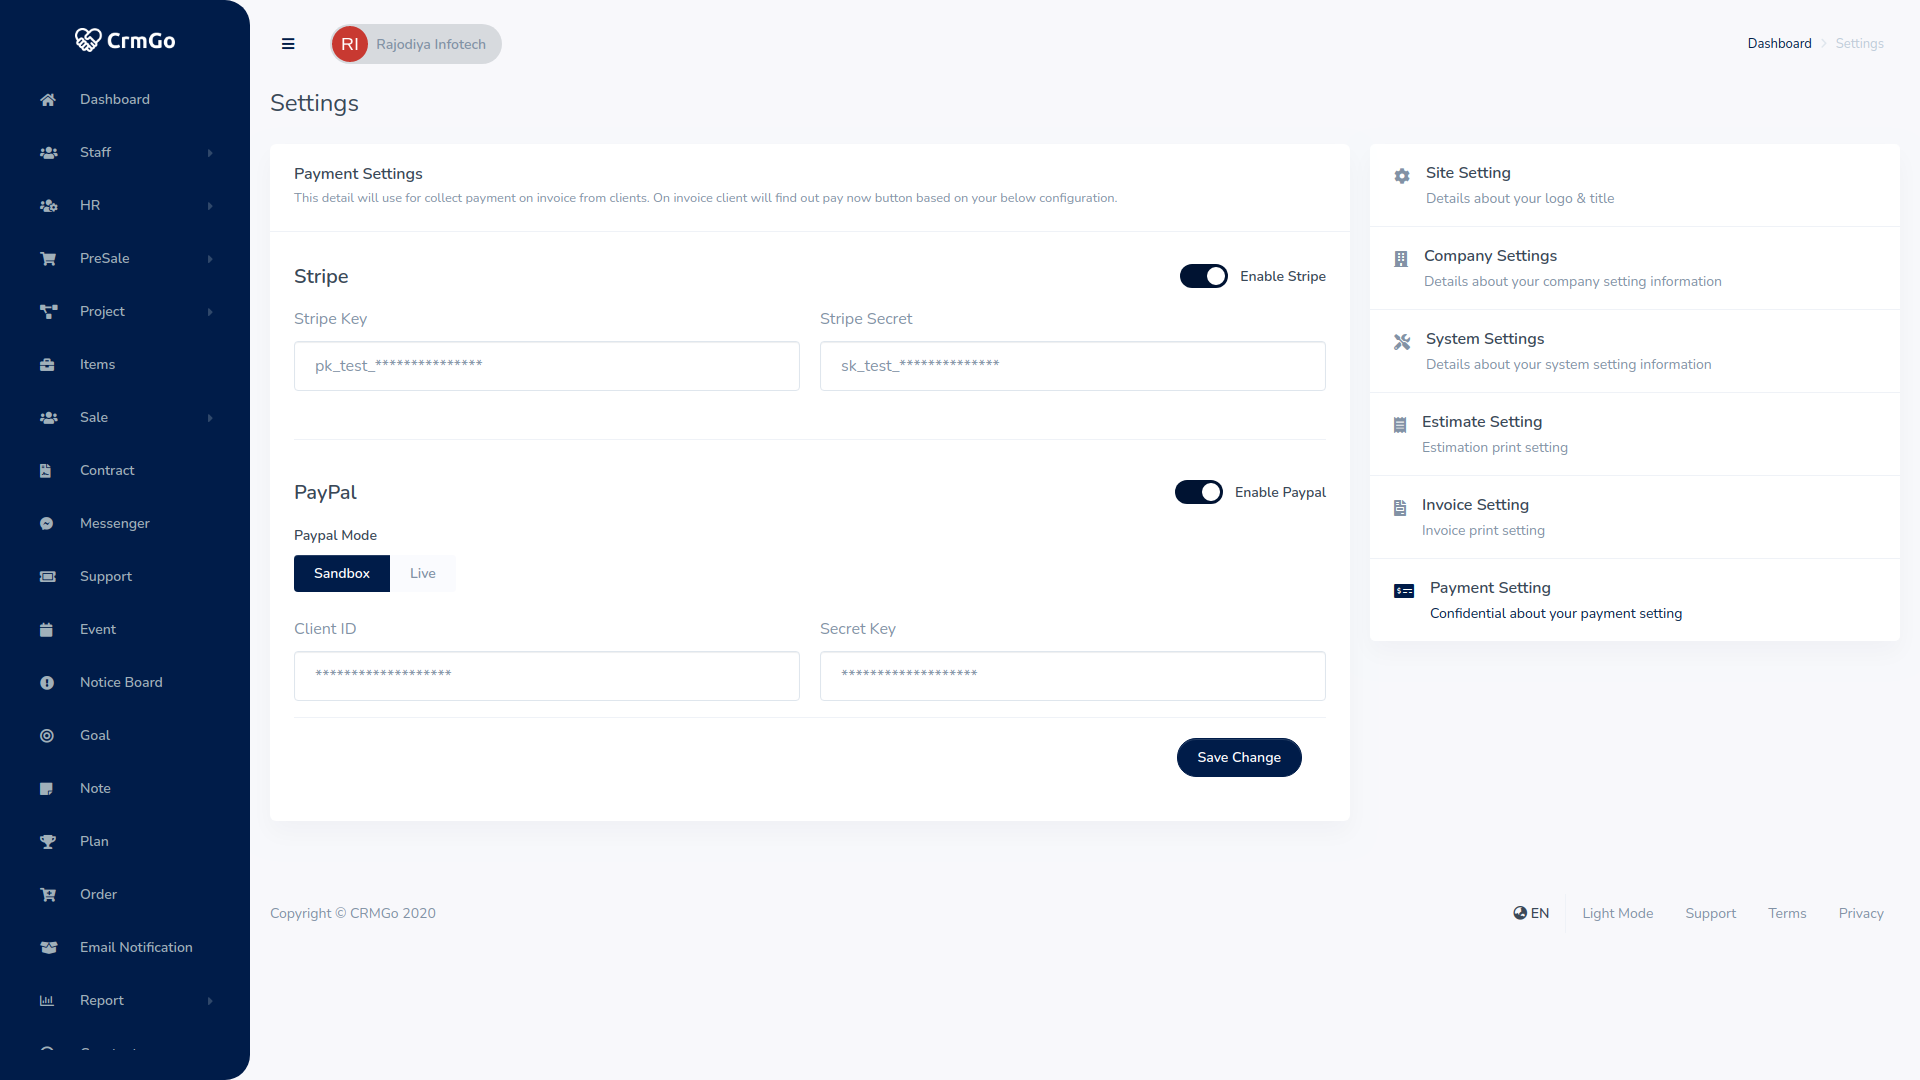 CrmGo
Dashboard
Staff
HR
PreSale
Project
Items
Sale
Contract
Messenger
Support
Event
Notice Board
Goal
Note
Plan
Order
Email Notification
Report
RI Rajodiya Infotech
Dashboard Settings
Settings
Payment Settings
This detail will use for collect payment on invoice from clients. On invoice client will find out pay now button based on your below configuration.
Stripe
Enable Stripe
Stripe Key
Stripe Secret
pk_test_***************
sk_test_**************
PayPal
Enable Paypal
Paypal Mode
Sandbox Live
Client ID
Secret Key
*******************
*******************
Save Change
Site Setting
Details about your logo & title
Company Settings
Details about your company setting information
System Settings
Details about your system setting information
Estimate Setting
Estimation print setting
Invoice Setting
Invoice print setting
Payment Setting
Confidential about your payment setting
Copyright © CRMGo 2020
EN Light Mode Support Terms Privacy